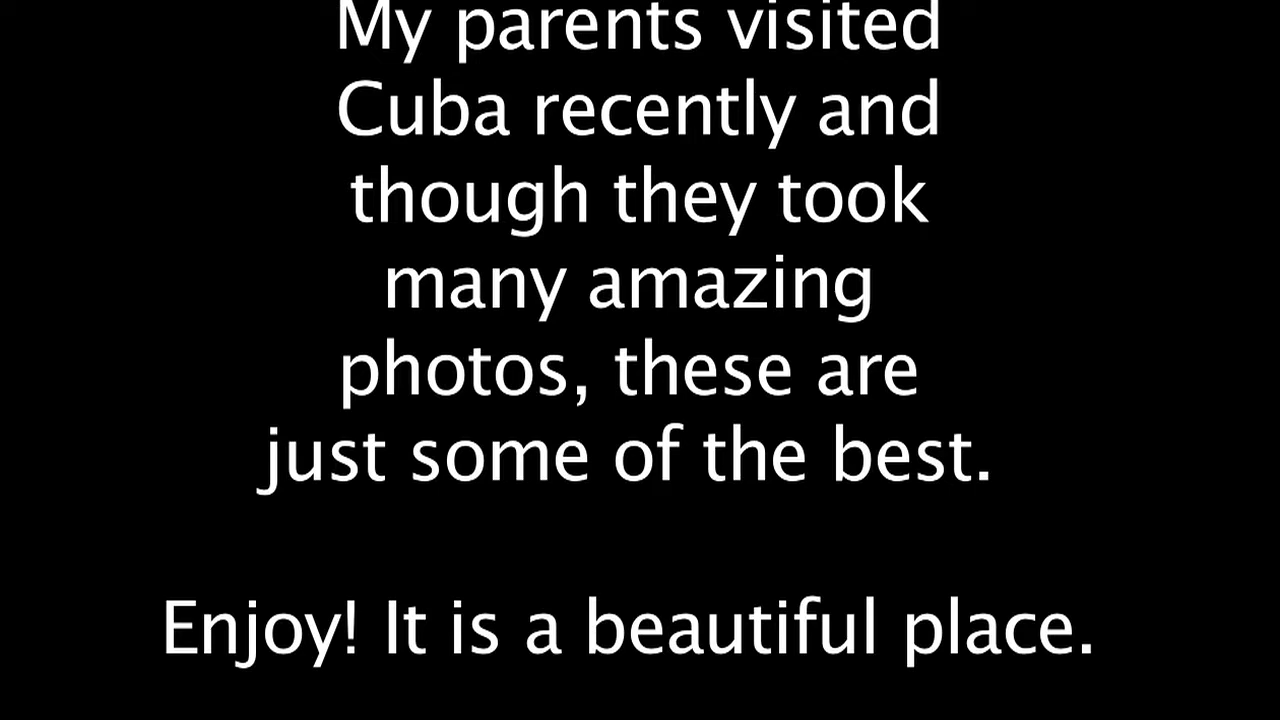 My parents visited
Cuba recently and
though they took
many amazing
photos, these are
just some of the best.
Enjoy! It is a beautiful place.